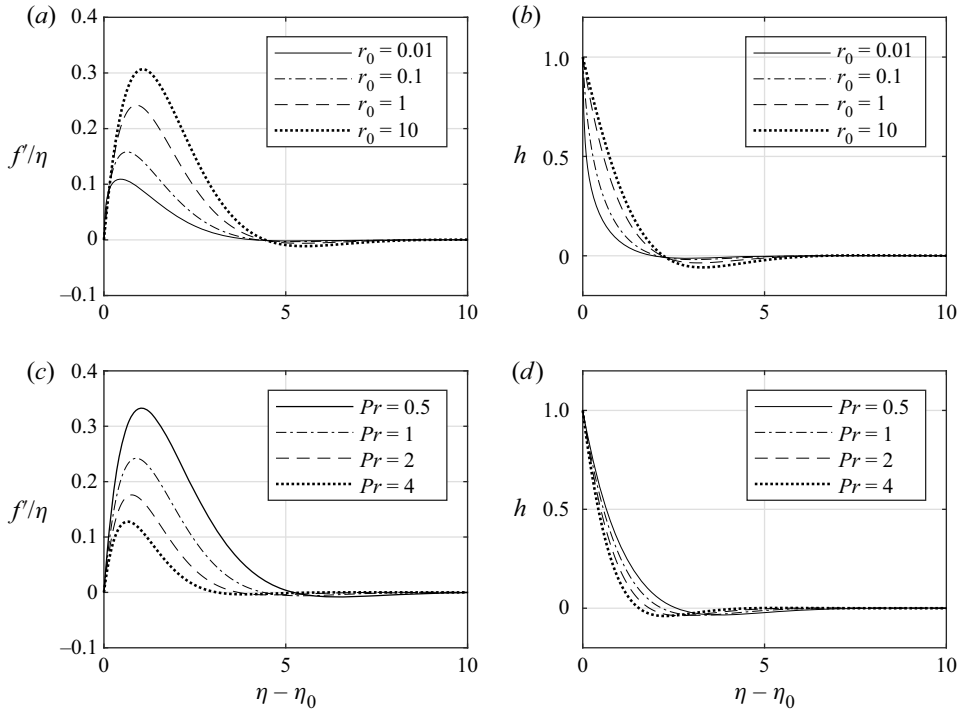 (a)
0.4
0.3
0.2
0.1
0
–0.1
f′/η
r0 = 0.01
r0 = 0.1
r0 = 1
r0 = 10
0 5 10
(b)
1.0
0.5
0
h
r0 = 0.01
r0 = 0.1
r0 = 1
r0 = 10
0 5 10
(c)
0.4
0.3
0.2
0.1
0
–0.1
f′/η
Pr = 0.5
Pr = 1
Pr = 2
Pr = 4
0 5 10
η – η0
(d)
1.0
0.5
0
h
Pr = 0.5
Pr = 1
Pr = 2
Pr = 4
0 5 10
η – η0